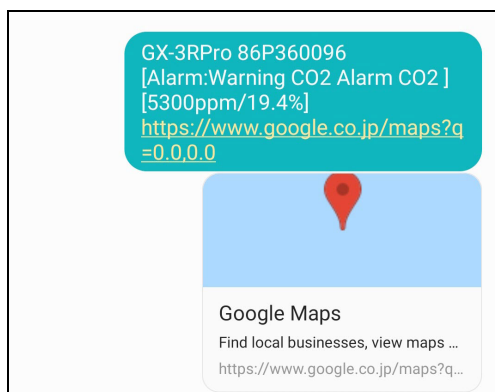 GX-3RPro 86P360096
[Alarm:Warning CO2 Alarm CO2 ]
[5300ppm/19.4%]
https://www.google.co.jp/maps?q
=0.0,0.0
Google Maps
Find local businesses, view maps ...
https://www.google.co.jp/maps?q...